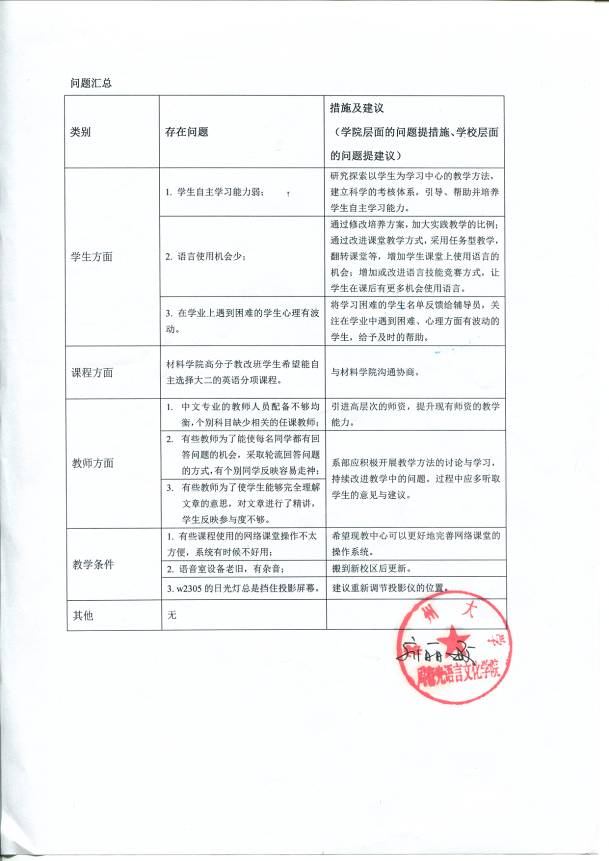 问题汇总
类别
存在问题
措施及建议
（学院层面的问题提措施、学校层面
的问题提建议）
学生方面
1. 学生自主学习能力弱；
研究探索以学生为学习中心的教学方法，
建立科学的考核体系，引导、帮助并培养
学生自主学习能力。
2. 语言使用机会少；
通过修改培养方案，加大实践教学的比例；
通过改进课堂教学方式，采用任务型教学，
翻转课堂等，增加学生课堂上使用语言的
机会；增加或改进语言技能竞赛方式，让
学生在课后有更多机会使用语言。
3. 在学业上遇到困难的学生心理有波
动。
将学习困难的学生名单反馈给辅导员，关
注在学业中遇到困难、心理方面有波动的
学生，给予及时的帮助。
课程方面
材料学院高分子教改班学生希望能自
主选择大二的英语分项课程。
与材料学院沟通协商。
教师方面
1. 中文专业的教师人员配备不够均
衡，个别科目缺少相关的任课教师；
引进高层次的师资，提升现有师资的教学
能力。
2. 有些教师为了能使每名同学都有回
答问题的机会，采取轮流回答问题
的方式，有个别同学反映容易走神；
3. 有些教师为了使学生能够完全理解
文章的意思，对文章进行了精讲，
学生反映参与度不够。
系部应积极开展教学方法的讨论与学习，
持续改进教学中的问题。过程中应多听取
学生的意见与建议。
教学条件
1. 有些课程使用的网络课堂操作不太
方便，系统有时候不好用；
希望现教中心可以更好地完善网络课堂的
操作系统。
2. 语音室设备老旧，有杂音；
搬到新校区后更新。
3. w2305 的日光灯总是挡住投影屏幕。
建议重新调节投影仪的位置。
其他
无
州大学
语言文化学院